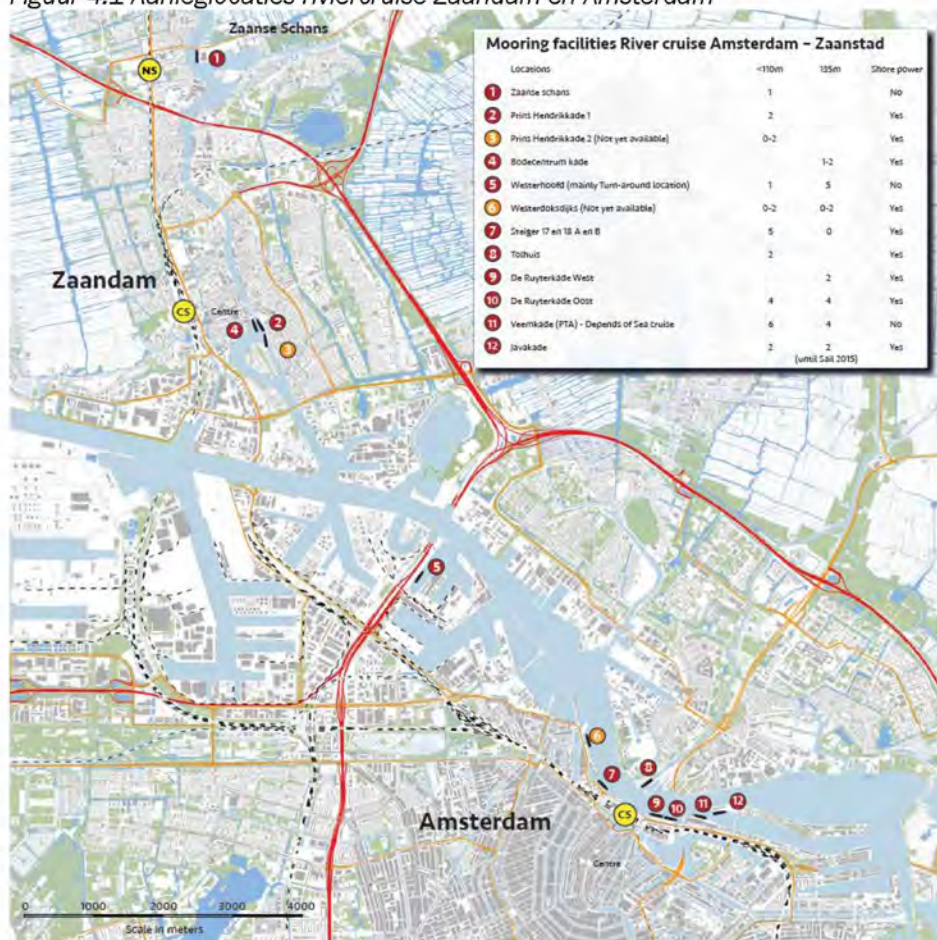 Figuur 4.1 Aanleglocaties riviercruise Zaandam en Amsterdam
Zaanse Schans
NS
1
Mooring facilities River cruise Amsterdam – Zaanstad
Locations <110m 135m Shore power
1 Zaanse schans 1 No
2 Prins Hendrikkade 1 2 Yes
3 Prins Hendrikkade 2 (Not yet available) 0-2 Yes
4 Bodecentrum kade 1-2 Yes
5 Westerhoofd (mainly Turn-around location) 1 5 No
6 Westerdoksdijks (Not yet available) 0-2 0-2 Yes
7 Steiger 17 en 18 A en B 5 0 Yes
8 Tolhuis 2 Yes
9 De Ruyterkade West 2 Yes
10 De Ruyterkade Oost 4 4 Yes
11 Veemkade (PTA) - Depends of Sea cruise 6 4 No
12 Javakade 2 2 Yes
(until Sail 2015)
Zaandam
CS
Centre
4
2
3
5
6
7
8
9
10
11
12
CS
Amsterdam
Centre
0 1000 2000 3000 4000
Scale in meters